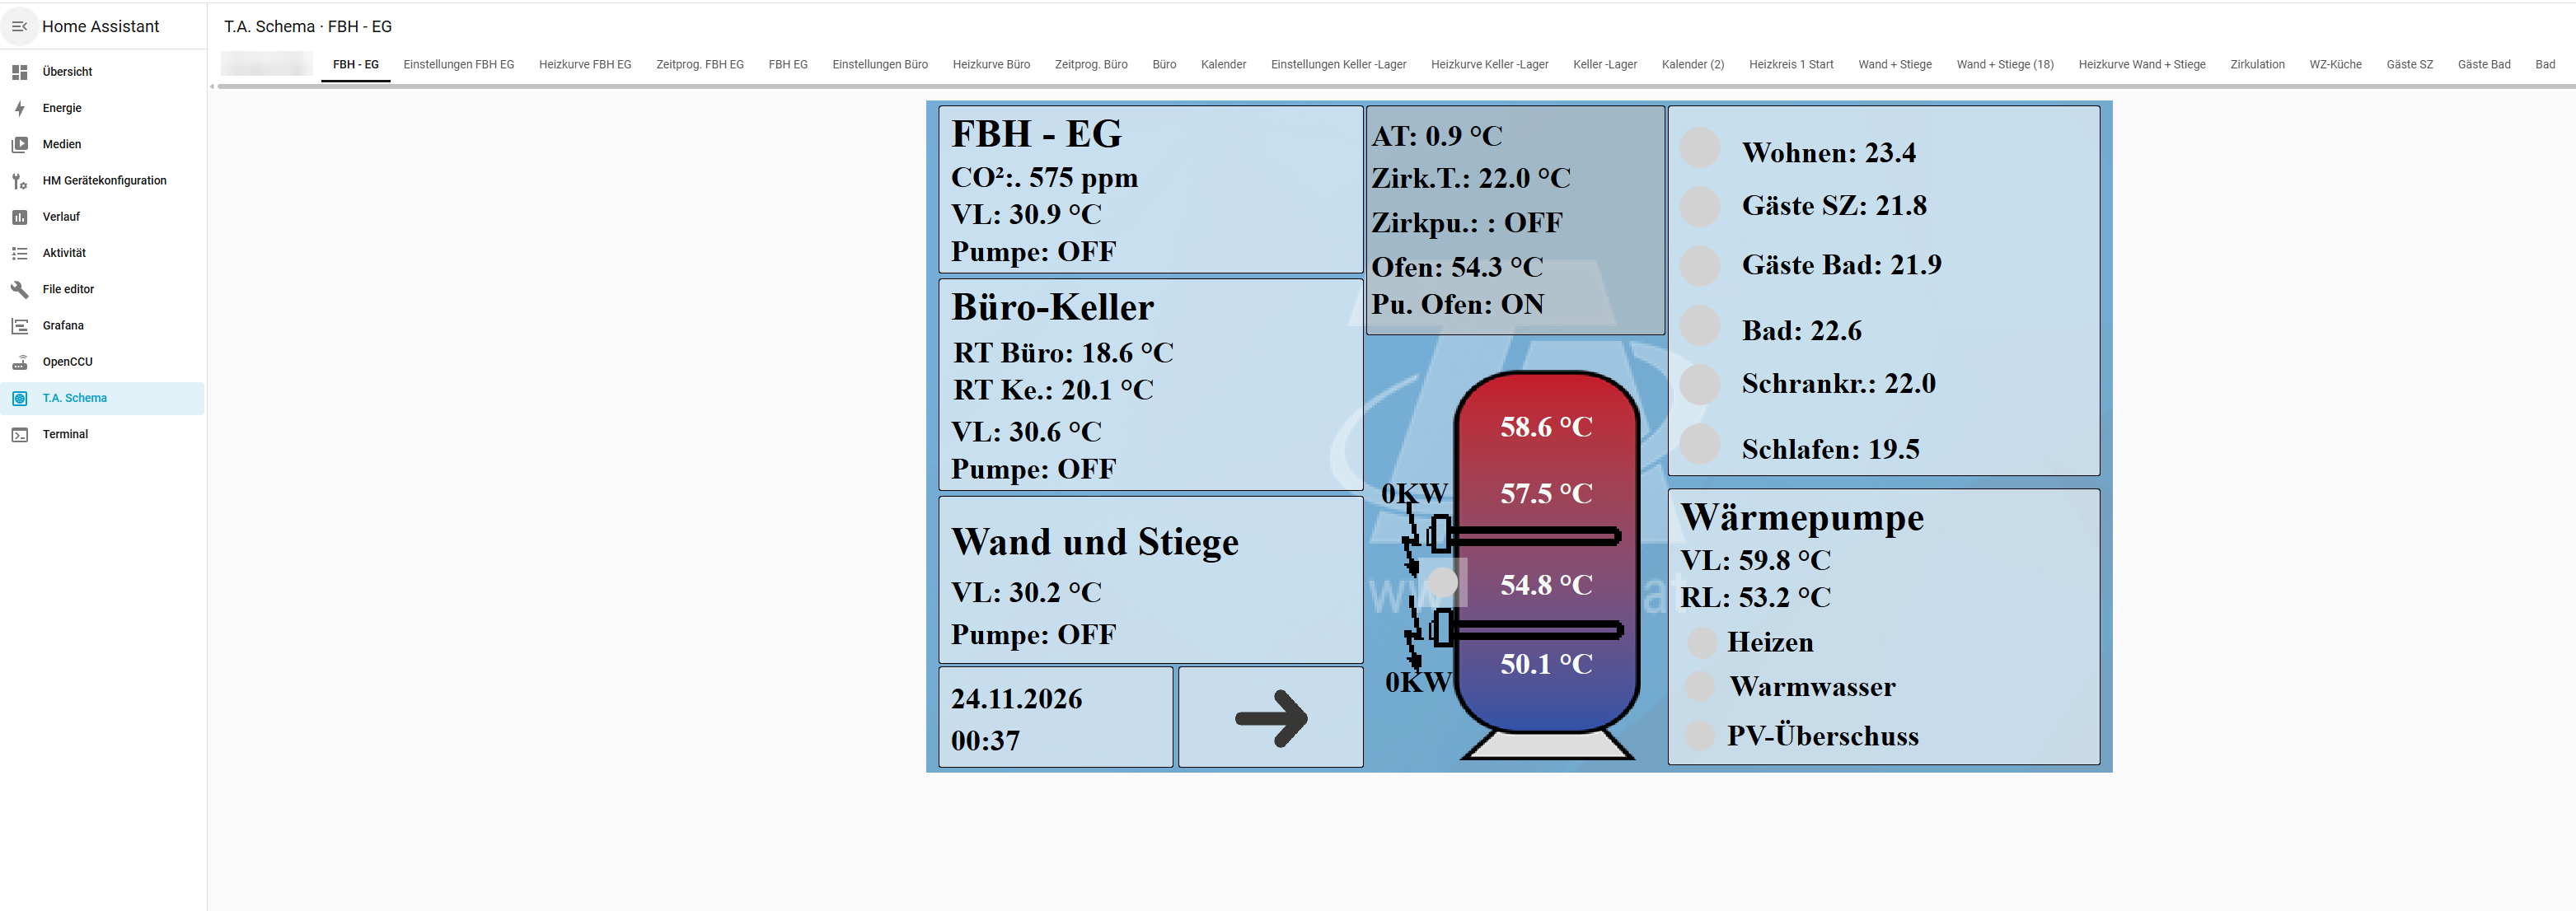 Home Assistant
Übersicht
Energie
Medien
HM Gerätekonfiguration
Verlauf
Aktivität
File editor
Grafana
OpenCCU
T.A. Schema
Terminal
T.A. Schema · FBH - EG
FBH - EG Einstellungen FBH EG Heizkurve FBH EG Zeitprog. FBH EG FBH EG Einstellungen Büro Heizkurve Büro Zeitprog. Büro Büro Kalender Einstellungen Keller -Lager Heizkurve Keller -Lager Keller -Lager Kalender (2) Heizkreis 1 Start Wand + Stiege Wand + Stiege (18) Heizkurve Wand + Stiege Zirkulation WZ-Küche Gäste SZ Gäste Bad Bad
FBH - EG
CO²:. 575 ppm
VL: 30.9 °C
Pumpe: OFF
Büro-Keller
RT Büro: 18.6 °C
RT Ke.: 20.1 °C
VL: 30.6 °C
Pumpe: OFF
Wand und Stiege
VL: 30.2 °C
Pumpe: OFF
24.11.2026
00:37
AT: 0.9 °C
Zirk.T.: 22.0 °C
Zirkpu.: : OFF
Ofen: 54.3 °C
Pu. Ofen: ON
58.6 °C
57.5 °C
0KW
54.8 °C
50.1 °C
0KW
Wohnen: 23.4
Gäste SZ: 21.8
Gäste Bad: 21.9
Bad: 22.6
Schrankr.: 22.0
Schlafen: 19.5
Wärmepumpe
VL: 59.8 °C
RL: 53.2 °C
Heizen
Warmwasser
PV-Überschuss